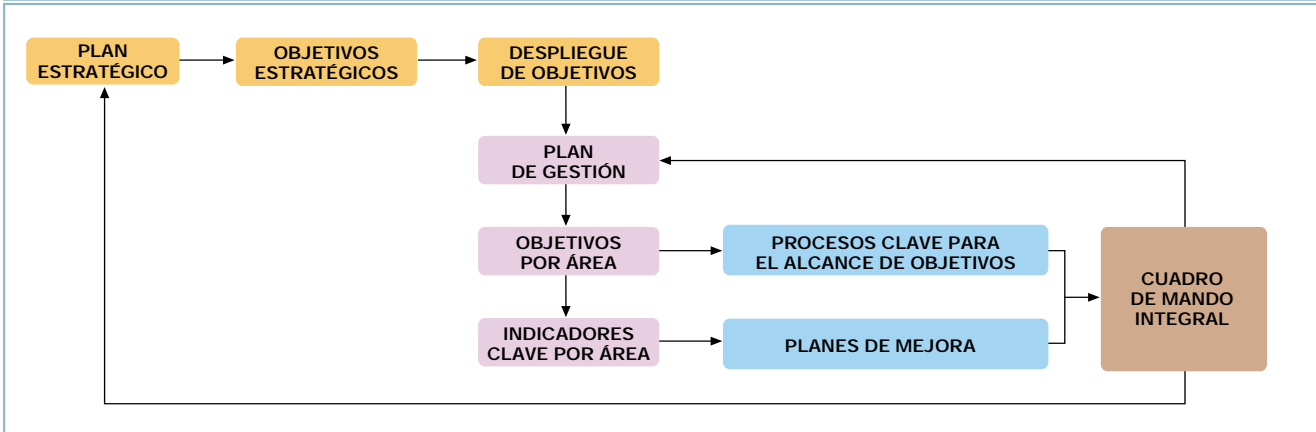 PLAN
ESTRATÉGICO
OBJETIVOS
ESTRATÉGICOS
DESPLIEGUE
DE OBJETIVOS
PLAN
DE GESTIÓN
OBJETIVOS
POR ÁREA
PROCESOS CLAVE PARA
EL ALCANCE DE OBJETIVOS
CUADRO
DE MANDO
INTEGRAL
INDICADORES
CLAVE POR ÁREA
PLANES DE MEJORA